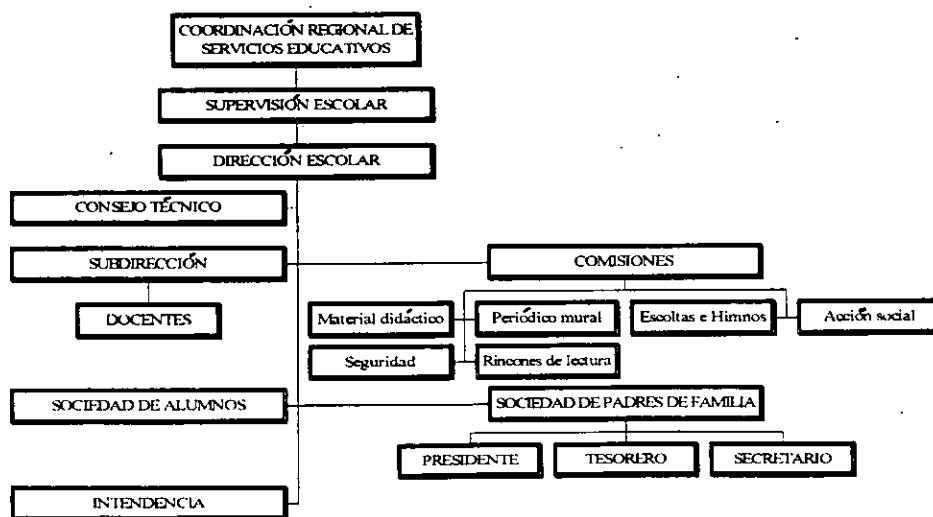 COORDINACIÓN REGIONAL DE
SERVICIOS EDUCATIVOS
SUPERVISIÓN ESCOLAR
DIRECCIÓN ESCOLAR
CONSEJO TÉCNICO
SUBDIRECCIÓN
COMISIONES
DOCENTES
Material didáctico
Periódico mural
Escoltas e Himnos
Acción social
Seguridad
Rincones de lectura
SOCIEDAD DE ALUMNOS
SOCIEDAD DE PADRES DE FAMILIA
PRESIDENTE
TESORERO
SECRETARIO
INTENDENCIA